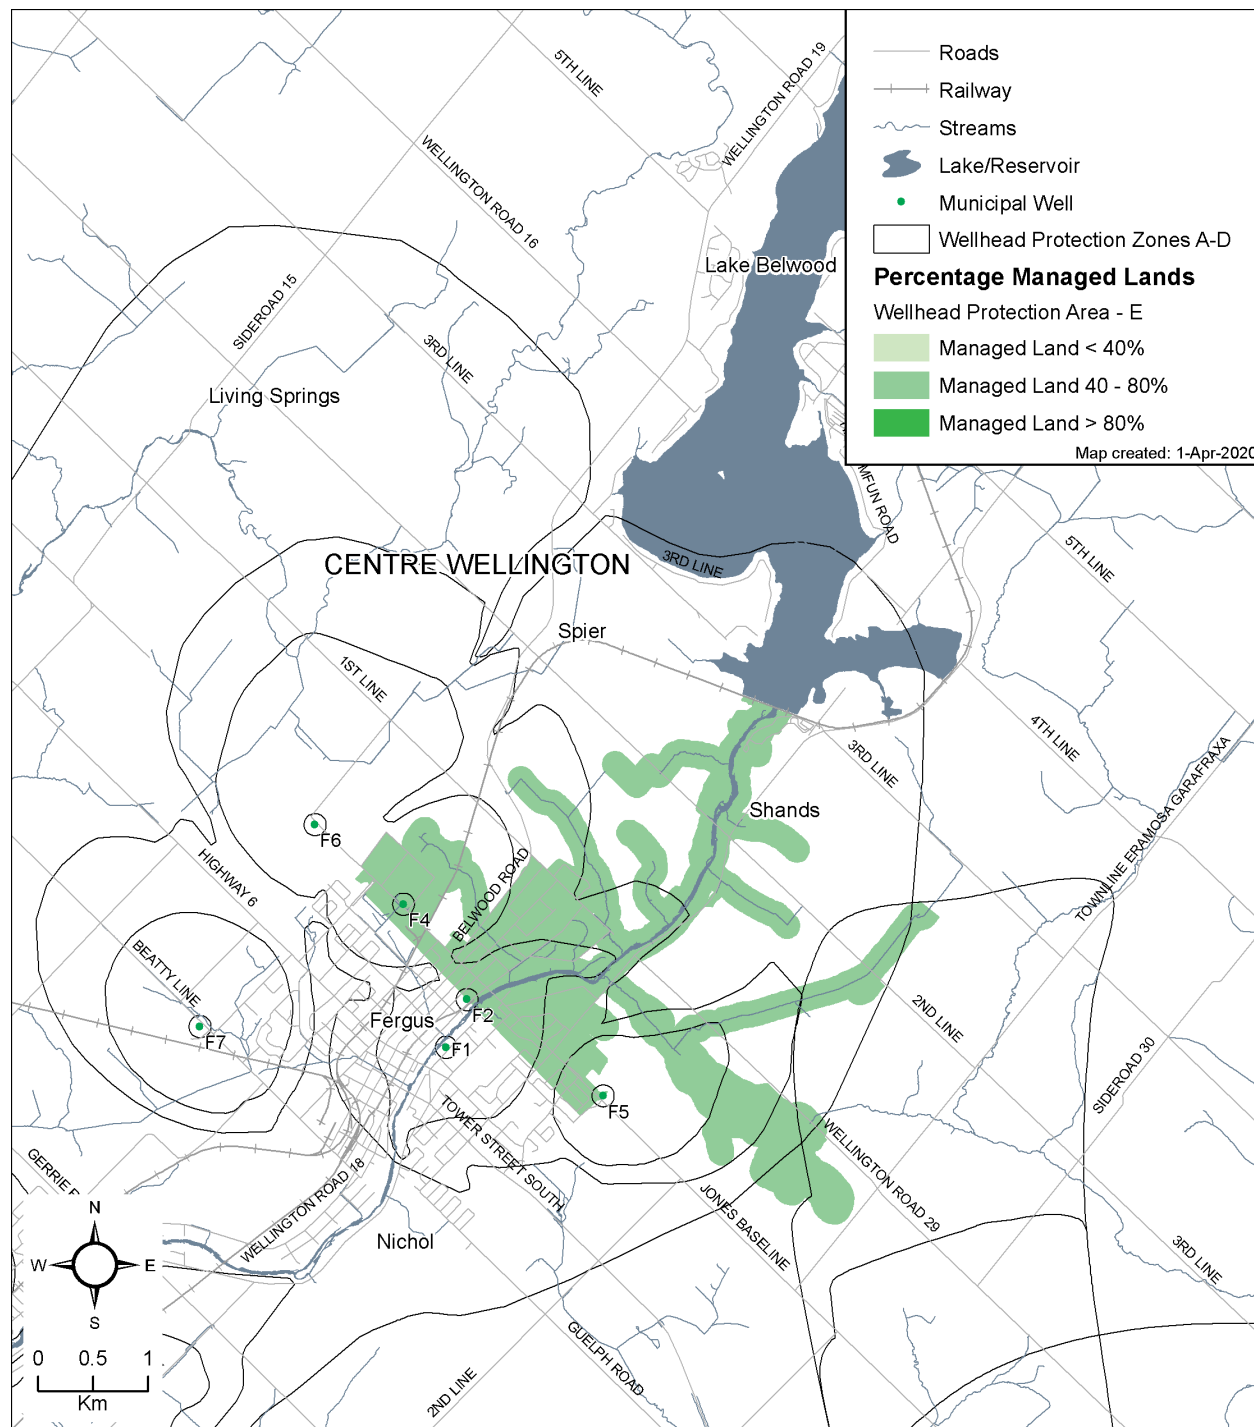 Roads
Railway
Streams
Lake/Reservoir
Municipal Well
Wellhead Protection Zones A-D
Percentage Managed Lands
Wellhead Protection Area - E
Managed Land < 40%
Managed Land 40 - 80%
Managed Land > 80%
Map created: 1-Apr-2020
5TH LINE
WELLINGTON ROAD 19
WELLINGTON ROAD 16
Lake Belwood
SIDEROAD 15
3RD LINE
Living Springs
ROAD
5TH LINE
CENTRE WELLINGTON
3RD LINE
Spier
1ST LINE
4TH LINE
3RD LINE
TOWNLINE ERAMOSA GARAFRAXA
Shands
F6
HIGHWAY 6
BELWOOD ROAD
F4
BEATTY LINE
2ND LINE
F2
Fergus
F7
F1
SIDEROAD 30
F5
TOWER STREET SOUTH
WELLINGTON ROAD 29
GERRIE
WELLINGTON ROAD 18
JONES BASELINE
Nichol
3RD LINE
GUELPH ROAD
2ND LINE
N
W
E
S
0 0.5 1
Km